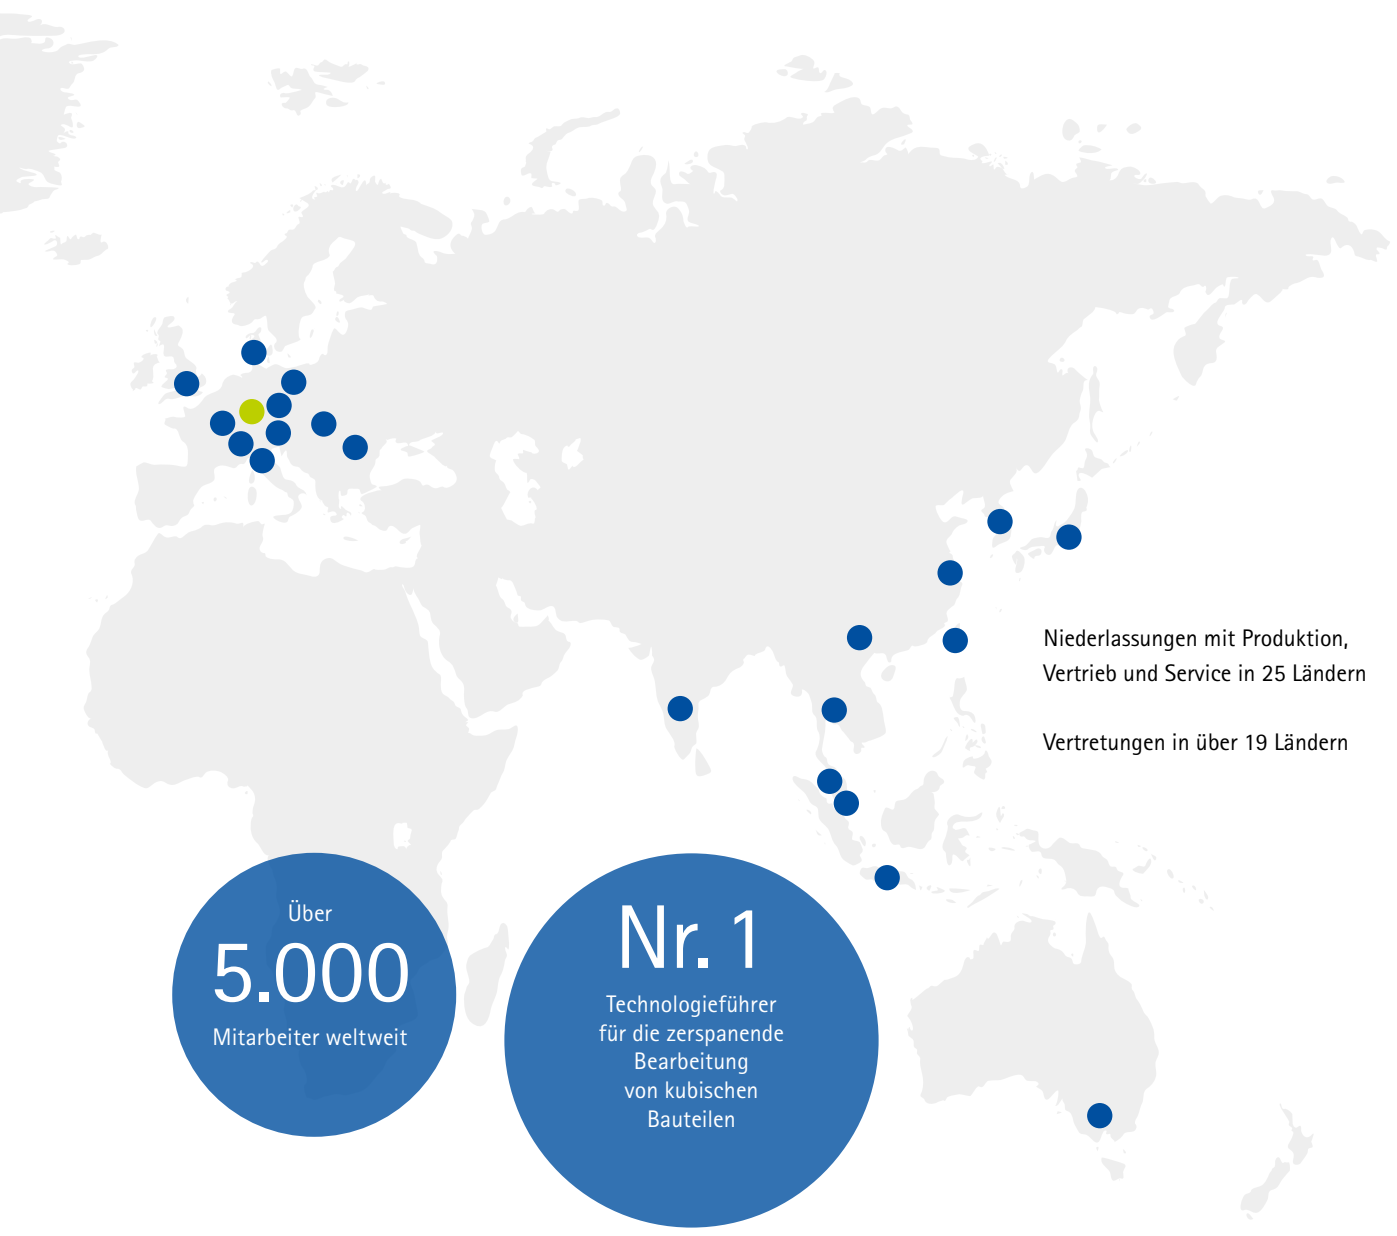 Niederlassungen mit Produktion,
Vertrieb und Service in 25 Ländern
Vertretungen in über 19 Ländern
Über
5.000
Mitarbeiter weltweit
Nr. 1
Technologieführer
für die zerspanende
Bearbeitung
von kubischen
Bauteilen